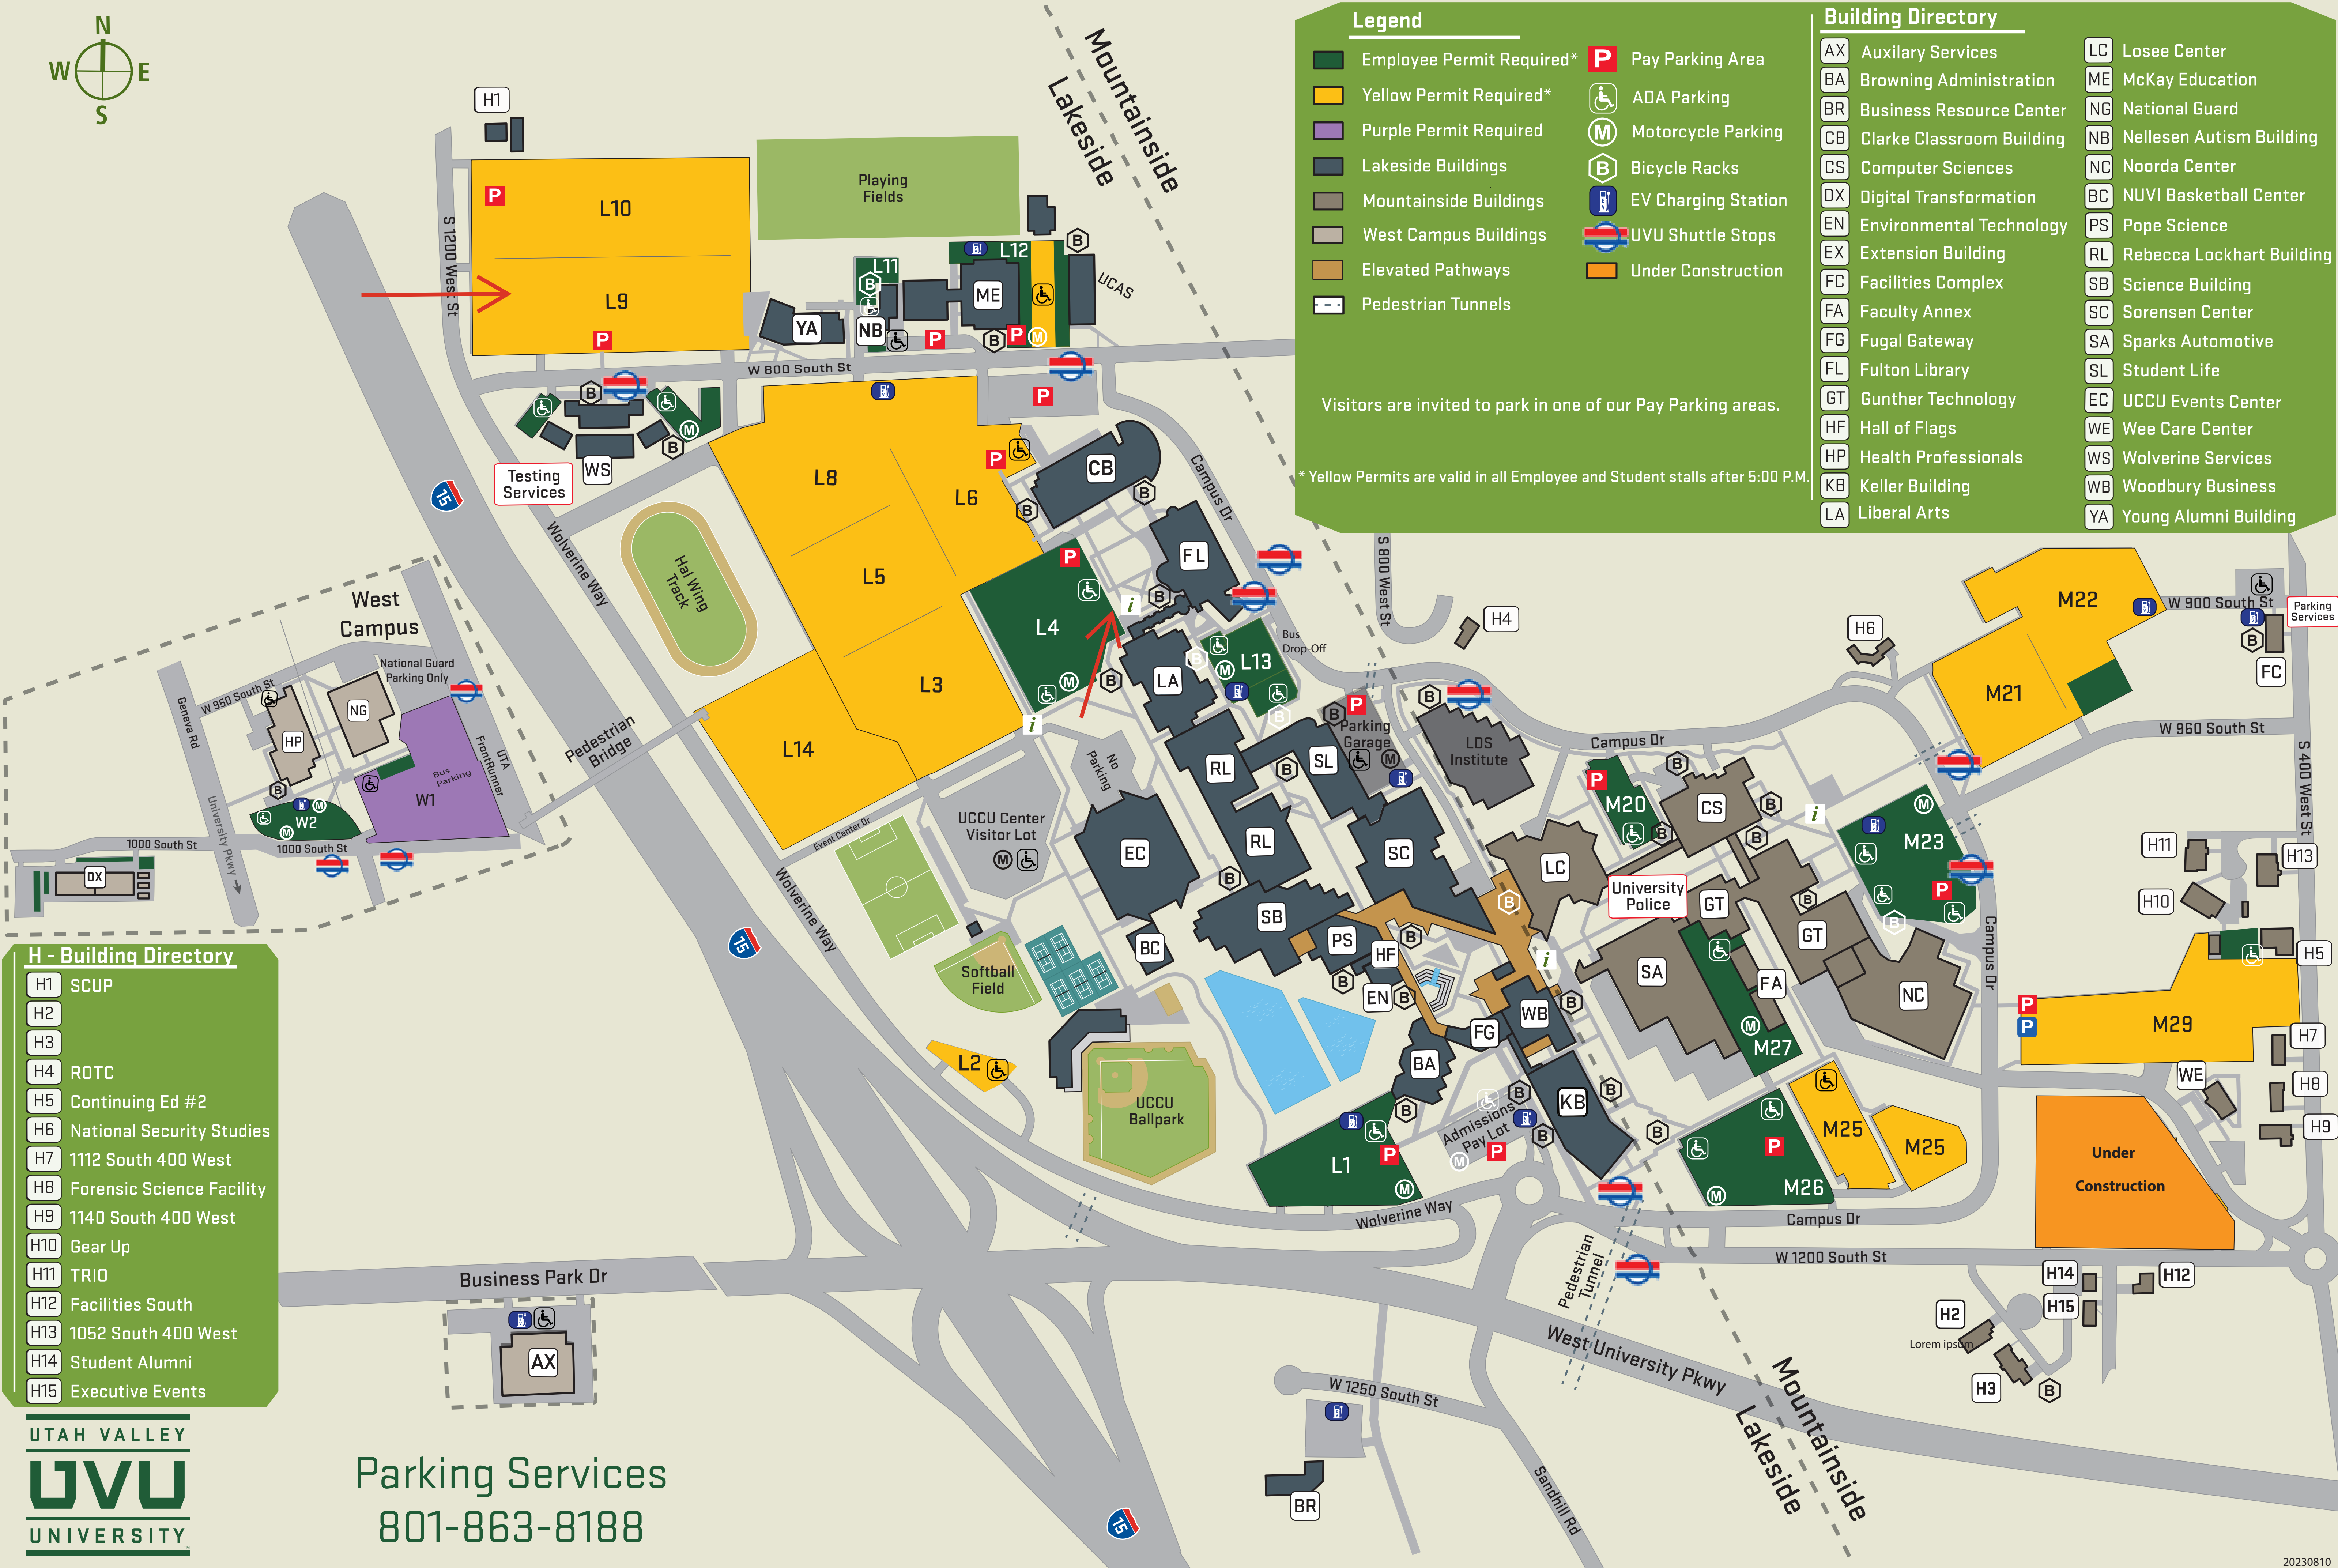 N
W E
S
Legend
Employee Permit Required*
Yellow Permit Required*
Purple Permit Required
Lakeside Buildings
Mountainside Buildings
West Campus Buildings
Elevated Pathways
Pedestrian Tunnels
P Pay Parking Area
ADA Parking
M Motorcycle Parking
B Bicycle Racks
EV Charging Station
UVU Shuttle Stops
Under Construction
Visitors are invited to park in one of our Pay Parking areas.
* Yellow Permits are valid in all Employee and Student stalls after 5:00 P.M.
Building Directory
AX Auxilary Services
BA Browning Administration
BR Business Resource Center
CB Clarke Classroom Building
CS Computer Sciences
DX Digital Transformation
EN Environmental Technology
EX Extension Building
FC Facilities Complex
FA Faculty Annex
FG Fugal Gateway
FL Fulton Library
GT Gunther Technology
HF Hall of Flags
HP Health Professionals
KB Keller Building
LA Liberal Arts
LC Losee Center
ME McKay Education
NG National Guard
NB Nellesen Autism Building
NC Noorda Center
BC NUVI Basketball Center
PS Pope Science
RL Rebecca Lockhart Building
SB Science Building
SC Sorensen Center
SA Sparks Automotive
SL Student Life
EC UCCU Events Center
WE Wee Care Center
WS Wolverine Services
WB Woodbury Business
YA Young Alumni Building
Mountainside
Lakeside
H1
P
L10
L9
P
S 1200 West St
Playing
Fields
L11
B
L12
B
UCAS
ME
YA
NB
P
B
P
M
W 800 South St
P
B
M
B
WS
Testing
Services
15
Wolverine Way
Hal Wing
Track
L8
L6
L5
L3
L14
P
CB
B
B
Campus Dr
FL
P
L4
M
i
B
B
i
LA
B
L13
M
B
Bus
Drop-Off
S 800 West St
H4
H6
M22
M21
W 900 South St
Parking
Services
B
FC
W 960 South St
S 400 West St
West
Campus
National Guard
Parking Only
W 950 South St
Geneva Rd
NG
HP
B
W1
Bus
Parking
UTA
FrontRunner
W2
M
M
University Pkwy
1000 South St
1000 South St
DX
Pedestrian
Bridge
No
Parking
RL
RL
SL
B
B
P
Parking
Garage
M
B
LDS
Institute
Campus Dr
P
M20
B
B
CS
B
B
i
M
M23
P
B
Event Center Dr
UCCU Center
Visitor Lot
M
EC
B
SC
LC
University
Police
B
GT
GT
B
SB
PS
HF
B
B
EN
B
BC
i
SA
FA
M
M27
NC
Campus Dr
H11
H13
H10
H5
P
P
M29
H7
H8
H9
WE
Softball
Field
15
Wolverine Way
L2
UCCU
Ballpark
WB
B
FG
BA
B
B
KB
B
B
B
Admissions
Pay Lot
M
P
L1
P
M
P
M26
M
M25
M25
Under
Construction
Wolverine Way
Campus Dr
W 1200 South St
Pedestrian
Tunnel
West University Pkwy
H14
H12
H15
H2
Lorem ipsum
H3
B
Mountainside
Lakeside
W 1250 South St
BR
Sandhill Rd
15
Business Park Dr
AX
H - Building Directory
H1 SCUP
H2
H3
H4 ROTC
H5 Continuing Ed #2
H6 National Security Studies
H7 1112 South 400 West
H8 Forensic Science Facility
H9 1140 South 400 West
H10 Gear Up
H11 TRIO
H12 Facilities South
H13 1052 South 400 West
H14 Student Alumni
H15 Executive Events
UTAH VALLEY
UVU
UNIVERSITY
Parking Services
801-863-8188
20230810